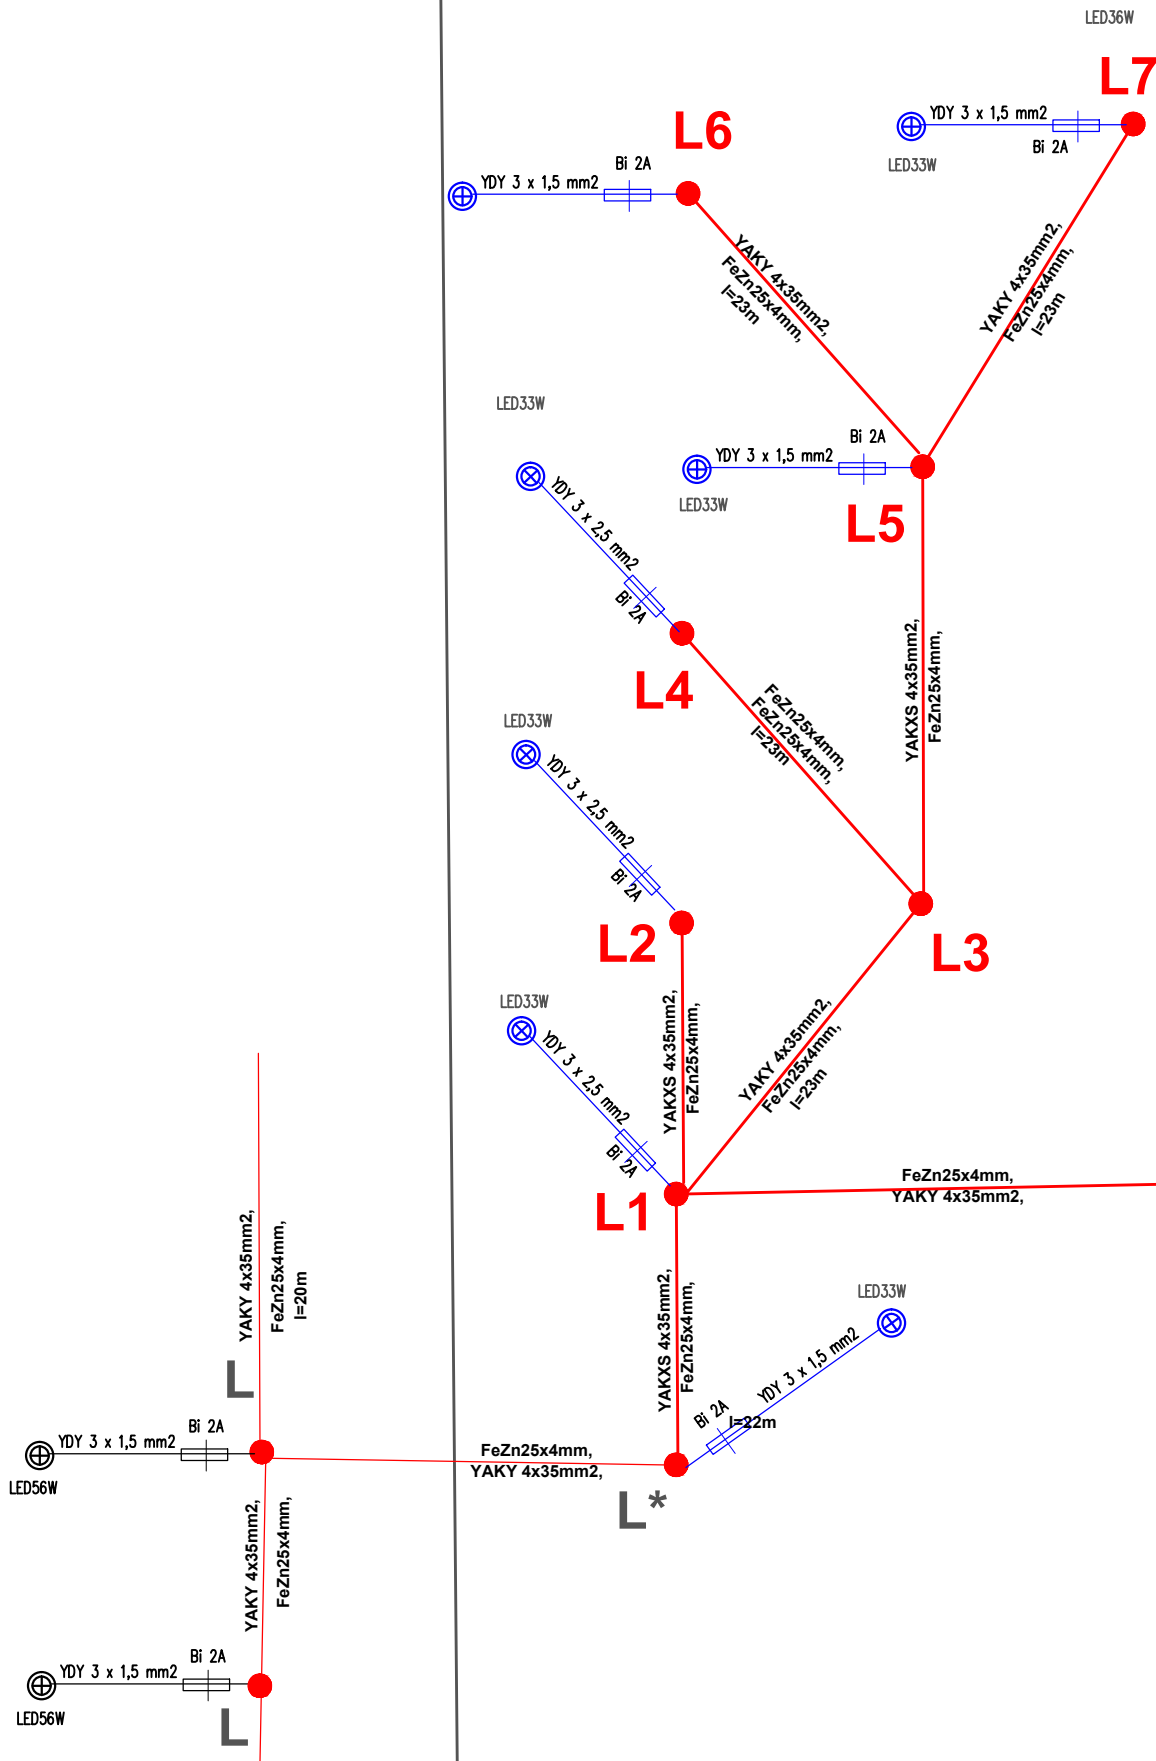 LED36W
L7
YDY 3 x 1,5 mm2
Bi 2A
LED33W
L6
Bi 2A
YDY 3 x 1,5 mm2
YAKY 4x35mm2,
FeZn25x4mm,
l=23m
YAKY 4x35mm2,
FeZn25x4mm,
l=23m
LED33W
Bi 2A
YDY 3 x 1,5 mm2
LED33W
L5
YDY 3 x 2,5 mm2
Bi 2A
L4
YAKXS 4x35mm2,
FeZn25x4mm,
FeZn25x4mm,
FeZn25x4mm,
l=23m
LED33W
YDY 3 x 2,5 mm2
Bi 2A
L2
L3
LED33W
YDY 3 x 2,5 mm2
Bi 2A
YAKXS 4x35mm2,
FeZn25x4mm,
YAKY 4x35mm2,
FeZn25x4mm,
l=23m
L1
FeZn25x4mm,
YAKY 4x35mm2,
YAKY 4x35mm2,
FeZn25x4mm,
l=20m
YAKXS 4x35mm2,
FeZn25x4mm,
LED33W
YDY 3 x 1,5 mm2
Bi 2A
l=22m
L
Bi 2A
YDY 3 x 1,5 mm2
LED56W
FeZn25x4mm,
YAKY 4x35mm2,
L*
YAKY 4x35mm2,
FeZn25x4mm,
Bi 2A
YDY 3 x 1,5 mm2
LED56W
L